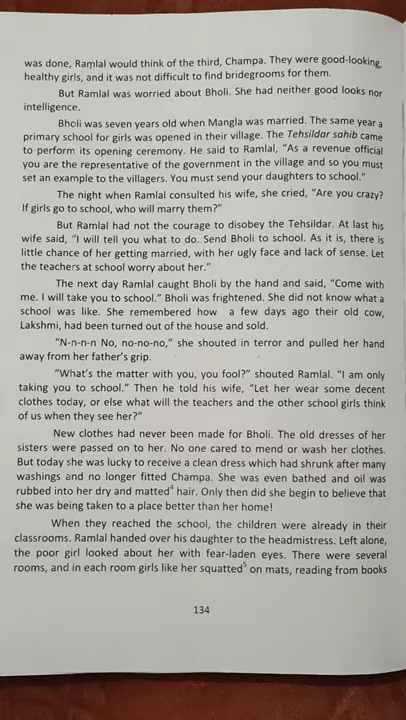 was done, Ramlal would think of the third, Champa. They were good-looking,
healthy girls, and it was not difficult to find bridegrooms for them.
But Ramlal was worried about Bholi. She had neither good looks nor
intelligence.
Bholi was seven years old when Mangla was married. The same year a
primary school for girls was opened in their village. The Tehsildar sahib came
to perform its opening ceremony. He said to Ramlal, “As a revenue official
you are the representative of the government in the village and so you must
set an example to the villagers. You must send your daughters to school.”
The night when Ramlal consulted his wife, she cried, “Are you crazy?
If girls go to school, who will marry them?”
But Ramlal had not the courage to disobey the Tehsildar. At last his
wife said, “I will tell you what to do. Send Bholi to school. As it is, there is
little chance of her getting married, with her ugly face and lack of sense. Let
the teachers at school worry about her.”
The next day Ramlal caught Bholi by the hand and said, “Come with
me. I will take you to school.” Bholi was frightened. She did not know what a
school was like. She remembered how a few days ago their old cow,
Lakshmi, had been turned out of the house and sold.
“N-n-n-n No, no-no-no,” she shouted in terror and pulled her hand
away from her father’s grip.
“What’s the matter with you, you fool?” shouted Ramlal. “I am only
taking you to school.” Then he told his wife, “Let her wear some decent
clothes today, or else what will the teachers and the other school girls think
of us when they see her?”
New clothes had never been made for Bholi. The old dresses of her
sisters were passed on to her. No one cared to mend or wash her clothes.
But today she was lucky to receive a clean dress which had shrunk after many
washings and no longer fitted Champa. She was even bathed and oil was
rubbed into her dry and matted⁴ hair. Only then did she begin to believe that
she was being taken to a place better than her home!
When they reached the school, the children were already in their
classrooms. Ramlal handed over his daughter to the headmistress. Left alone,
the poor girl looked about her with fear-laden eyes. There were several
rooms, and in each room girls like her squatted⁵ on mats, reading from books
134